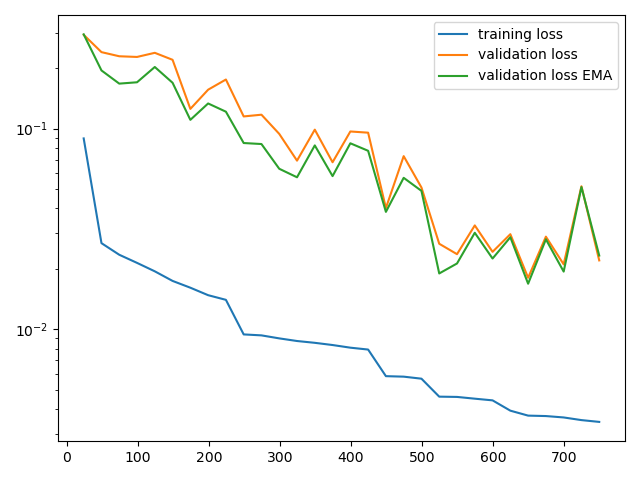 training loss
validation loss
validation loss EMA
10⁻¹
10⁻²
0 100 200 300 400 500 600 700